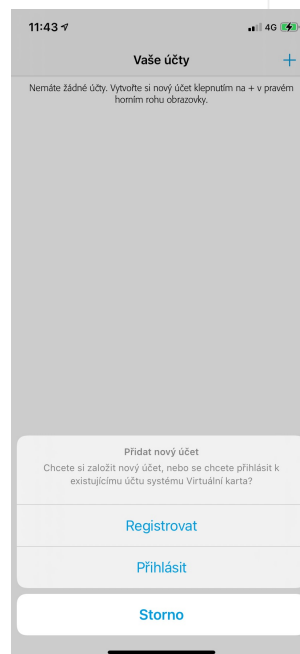 11:43 4G
Vaše účty +
Nemáte žádné účty. Vytvořte si nový účet klepnutím na + v pravém
horním rohu obrazovky.
Přidat nový účet
Chcete si založit nový účet, nebo se chcete přihlásit k
existujícímu účtu systému Virtuální karta?
Registrovat
Přihlásit
Storno